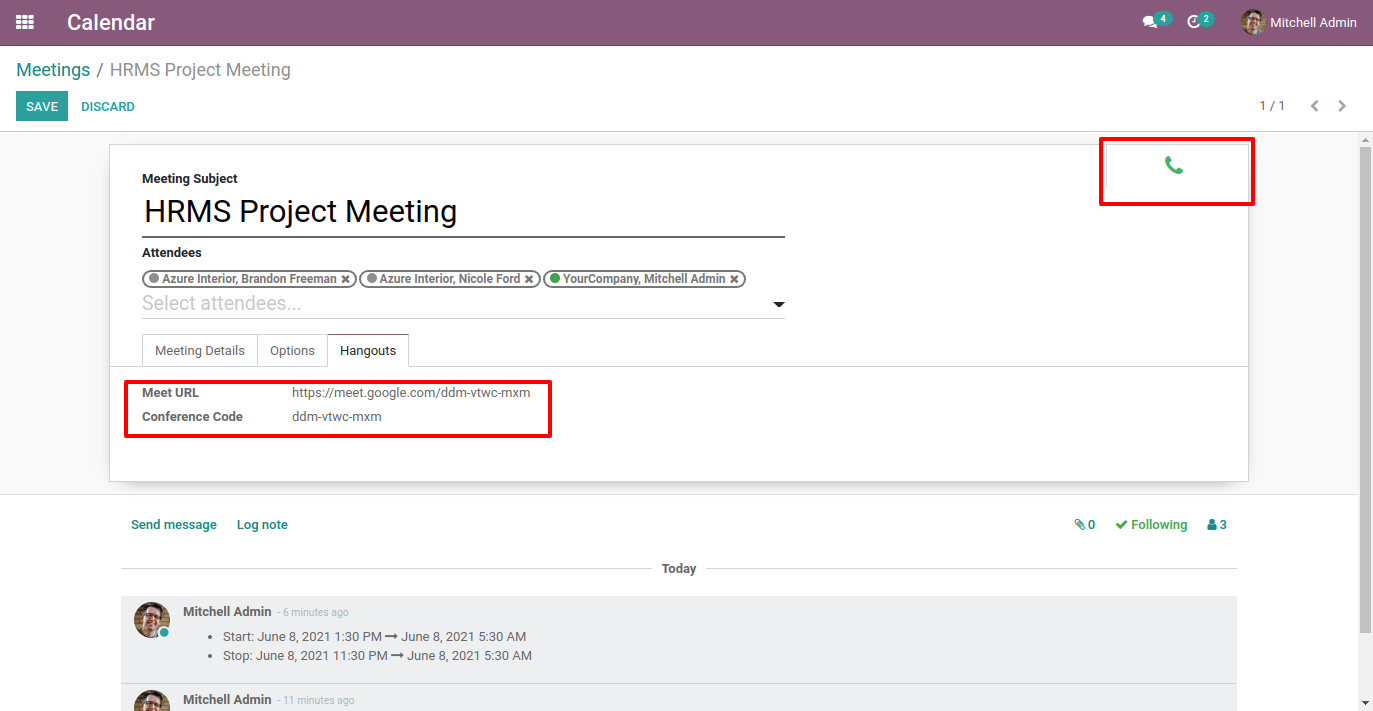 Calendar 4 2 Mitchell Admin
Meetings / HRMS Project Meeting
SAVE DISCARD 1 / 1
Meeting Subject
HRMS Project Meeting
Attendees
Azure Interior, Brandon Freeman Azure Interior, Nicole Ford YourCompany, Mitchell Admin
Select attendees...
Meeting Details Options Hangouts
Meet URL https://meet.google.com/ddm-vtwc-mxm
Conference Code ddm-vtwc-mxm
Send message Log note 0 Following 3
Today
Mitchell Admin - 6 minutes ago
• Start: June 8, 2021 1:30 PM → June 8, 2021 5:30 AM
• Stop: June 8, 2021 11:30 PM → June 8, 2021 5:30 AM
Mitchell Admin - 11 minutes ago